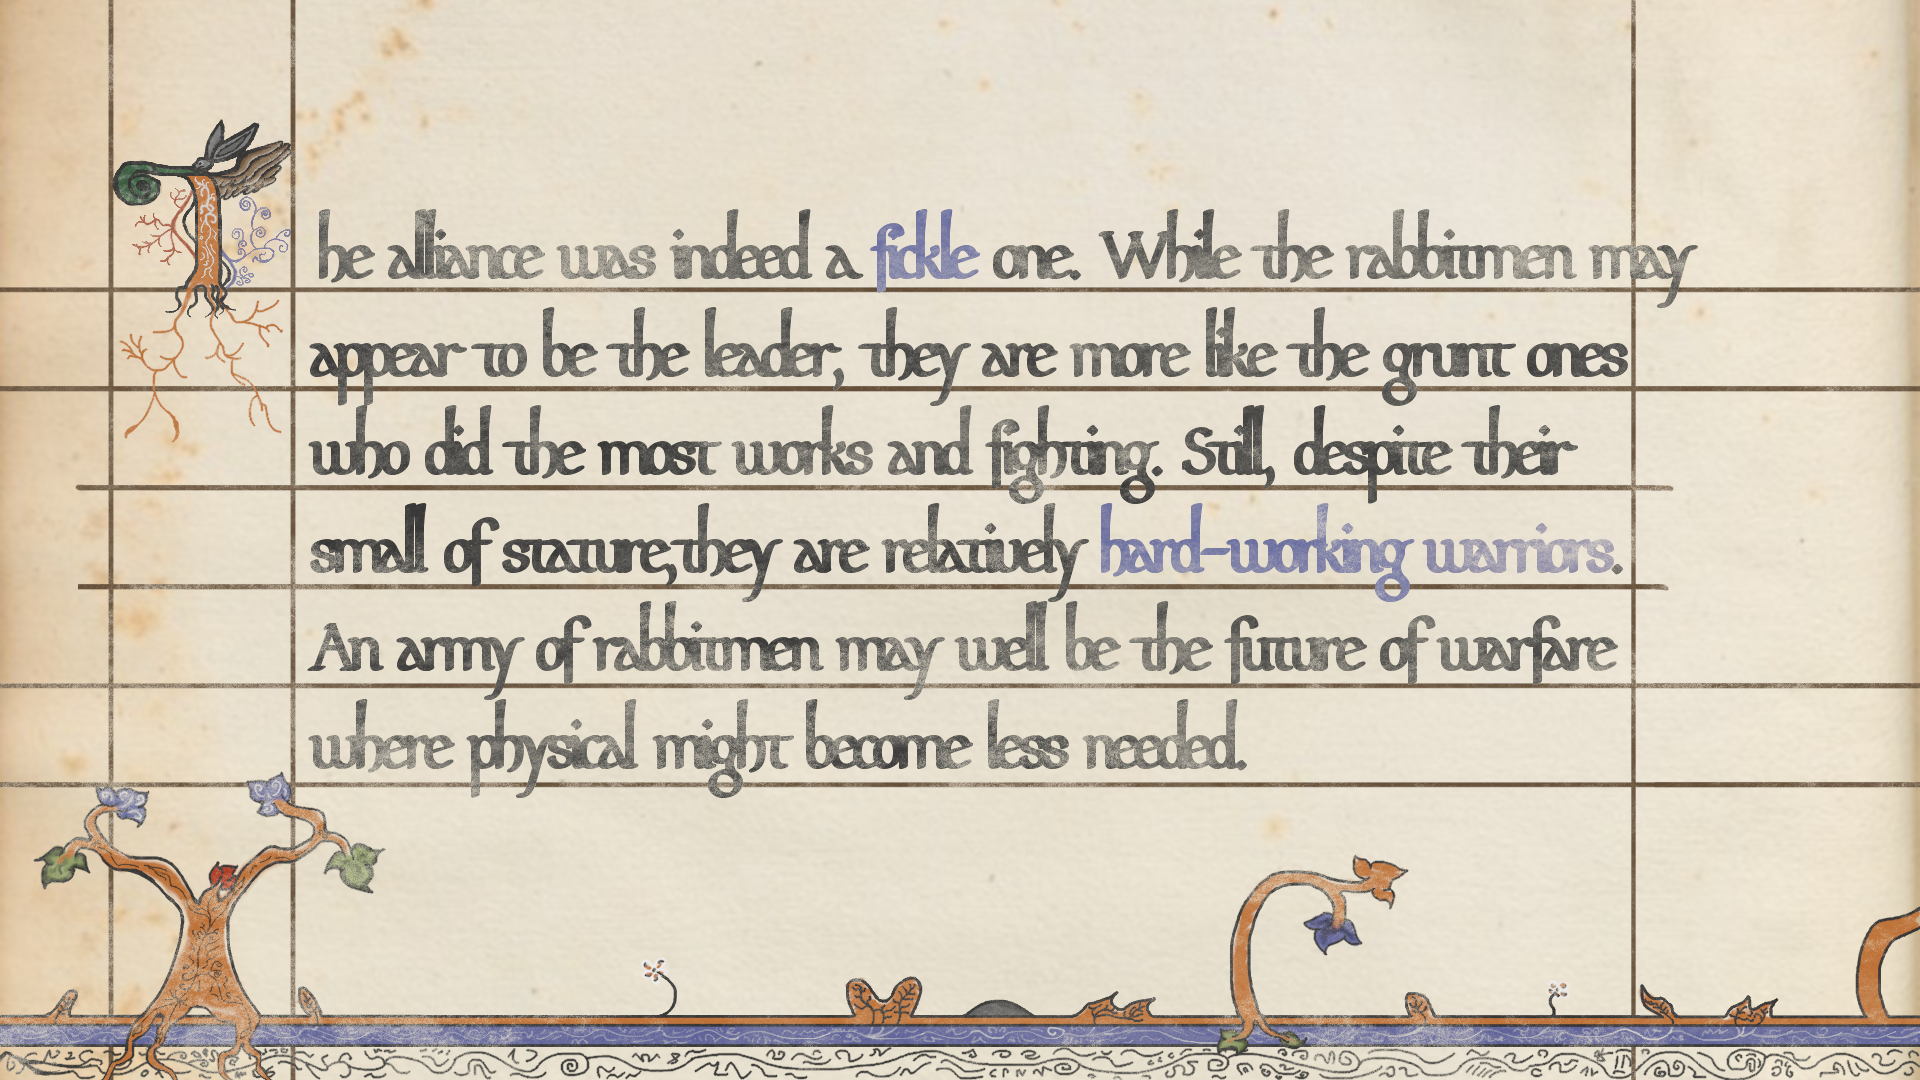 The alliance was indeed a fickle one. While the rabbitmen may
appear to be the leader, they are more like the grunt ones
who did the most works and fighting. Still, despite their
small of stature,they are relatively hard-working warriors.
An army of rabbitmen may well be the future of warfare
where physical might become less needed.